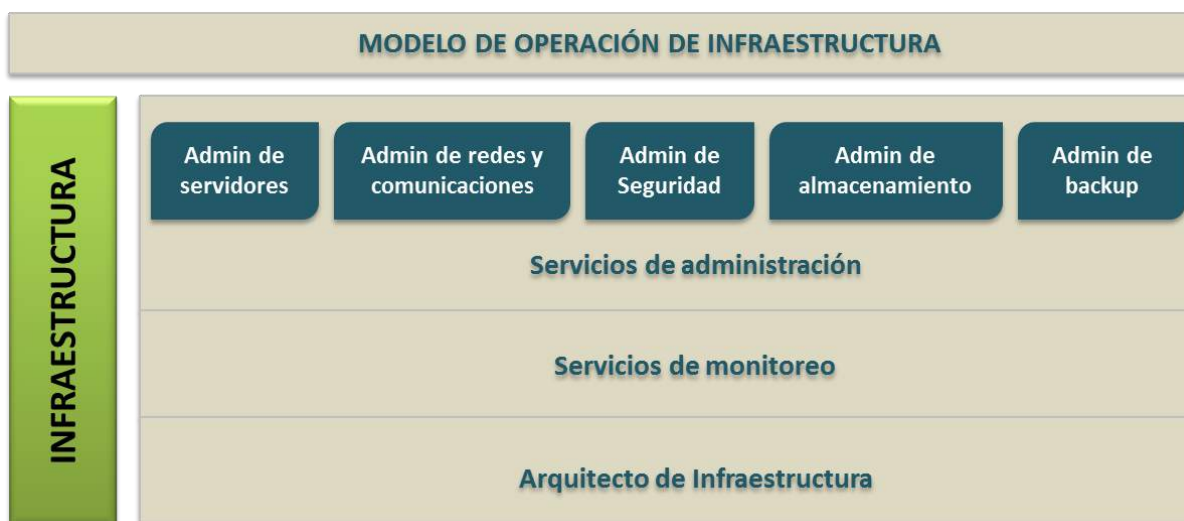 MODELO DE OPERACIÓN DE INFRAESTRUCTURA
INFRAESTRUCTURA
Admin de
servidores
Admin de redes y
comunicaciones
Admin de
Seguridad
Admin de
almacenamiento
Admin de
backup
Servicios de administración
Servicios de monitoreo
Arquitecto de Infraestructura